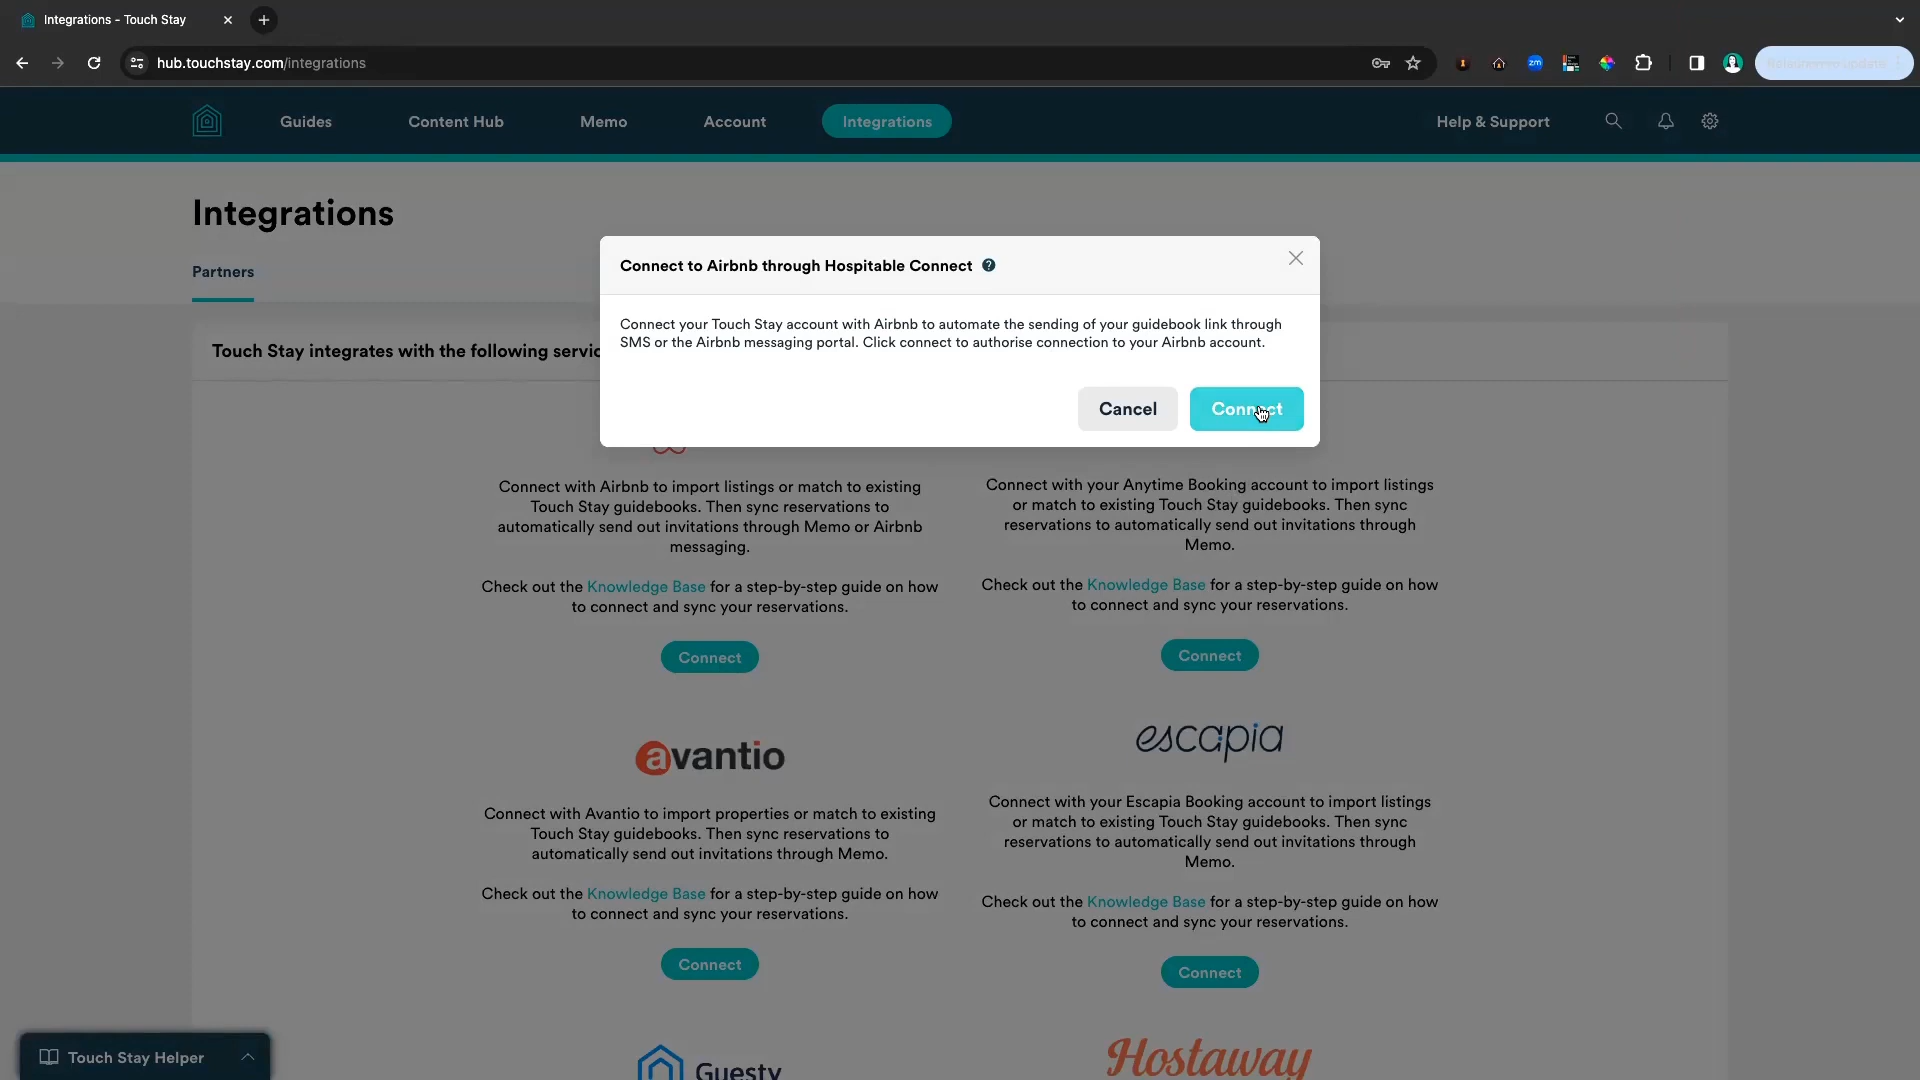 Integrations - Touch Stay
hub.touchstay.com/integrations
zm
Guides
Content Hub
Memo
Account
Integrations
Help & Support
Integrations
Partners
Touch Stay integrates with the following servic
Connect to Airbnb through Hospitable Connect ?
Connect your Touch Stay account with Airbnb to automate the sending of your guidebook link through
SMS or the Airbnb messaging portal. Click connect to authorise connection to your Airbnb account.
Cancel
Connect
Connect with Airbnb to import listings or match to existing
Touch Stay guidebooks. Then sync reservations to
automatically send out invitations through Memo or Airbnb
messaging.
Check out the Knowledge Base for a step-by-step guide on how
to connect and sync your reservations.
Connect
Connect with your Anytime Booking account to import listings
or match to existing Touch Stay guidebooks. Then sync
reservations to automatically send out invitations through
Memo.
Check out the Knowledge Base for a step-by-step guide on how
to connect and sync your reservations.
Connect
avantio
Connect with Avantio to import properties or match to existing
Touch Stay guidebooks. Then sync reservations to
automatically send out invitations through Memo.
Check out the Knowledge Base for a step-by-step guide on how
to connect and sync your reservations.
Connect
escapia
Connect with your Escapia Booking account to import listings
or match to existing Touch Stay guidebooks. Then sync
reservations to automatically send out invitations through
Memo.
Check out the Knowledge Base for a step-by-step guide on how
to connect and sync your reservations.
Connect
Guesty
Hostaway
Touch Stay Helper